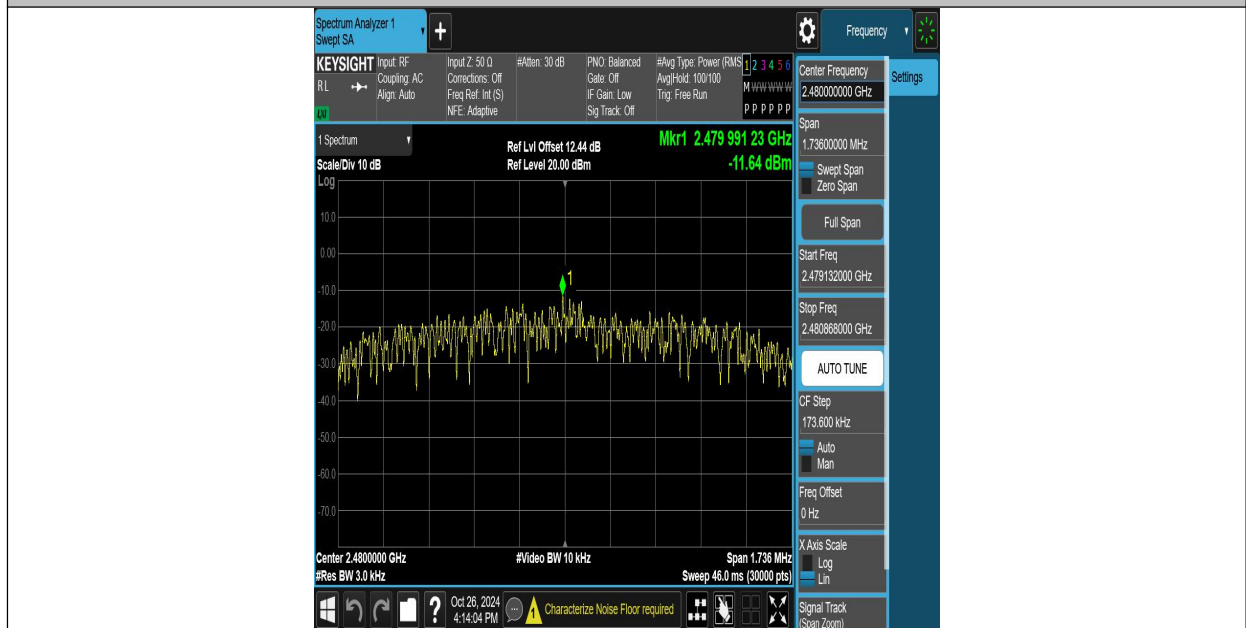 Spectrum Analyzer 1
Swept SA
Frequency
KEYSIGHT
RL
Input: RF
Coupling: AC
Align: Auto
Input Z: 50 Ω
Corrections: Off
Freq Ref: Int (S)
NFE: Adaptive
#Atten: 30 dB
PNO: Balanced
Gate: Off
IF Gain: Low
Sig Track: Off
#Avg Type: Power (RMS
Avg|Hold: 100/100
Trig: Free Run
1 2 3 4 5 6
M W W W W W
P P P P P P
1 Spectrum
Scale/Div 10 dB
Ref Lvl Offset 12.44 dB
Ref Level 20.00 dBm
Mkr1 2.479 991 23 GHz
-11.64 dBm
Log
10.0
0.00
-10.0
-20.0
-30.0
-40.0
-50.0
-60.0
-70.0
1
Center 2.4800000 GHz
#Res BW 3.0 kHz
#Video BW 10 kHz
Span 1.736 MHz
Sweep 46.0 ms (30000 pts)
Center Frequency
2.480000000 GHz
Settings
Span
1.73600000 MHz
Swept Span
Zero Span
Full Span
Start Freq
2.479132000 GHz
Stop Freq
2.480868000 GHz
AUTO TUNE
CF Step
173.600 kHz
Auto
Man
Freq Offset
0 Hz
X Axis Scale
Log
Lin
Signal Track
(Span Zoom)
?
Oct 26, 2024
4:14:04 PM
Characterize Noise Floor required